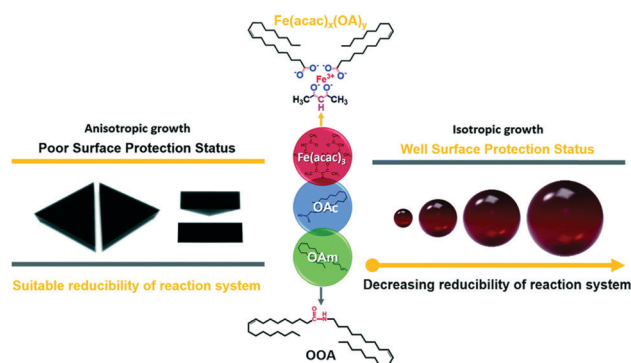 Fe(acac)x(OA)y
O⁻
O⁻
O⁻
O⁻
Fe³⁺
O⁻
O⁻
H₃C
C
CH₃
H
Anisotropic growth
Poor Surface Protection Status
Isotropic growth
Well Surface Protection Status
Fe(acac)₃
OAc
OAm
Suitable reducibility of reaction system
Decreasing reducibility of reaction system
O
C
N
H
OOA